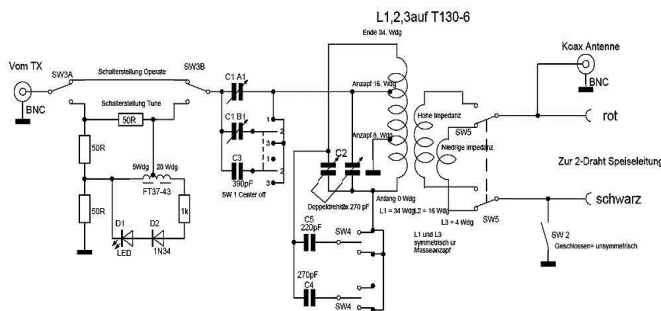 L1,2,3auf T130-6
Ende 34. Wdg
Koax Antenne
BNC
Vom TX
BNC
SW3A
Schalterstellung Operate
SW3B
Schalterstellung Tune
50R
50R
50R
5Wdg
20 Wdg
FT37-43
1k
D1
LED
D2
1N34
C1 A1
C1 B1
C3
390pF
1
2
3
1
2
3
SW 1 Center off
Anzapf 16. Wdg
Anzapf 8. Wdg
C2
Doppeldrehko 2x 270 pF
Anfang 0 Wdg
L1 = 34 Wdg
L2 = 16 Wdg
L3 = 4 Wdg
L1 und L3
symmetrisch ur
Masseanzapf
Hohe Impedanz
Niedrige Impedanz
SW5
SW5
rot
Zur 2-Draht Speiseleitung
schwarz
SW 2
Geschlossen= unsymmetrisch
C5
220pF
SW4
270pF
C4
SW4